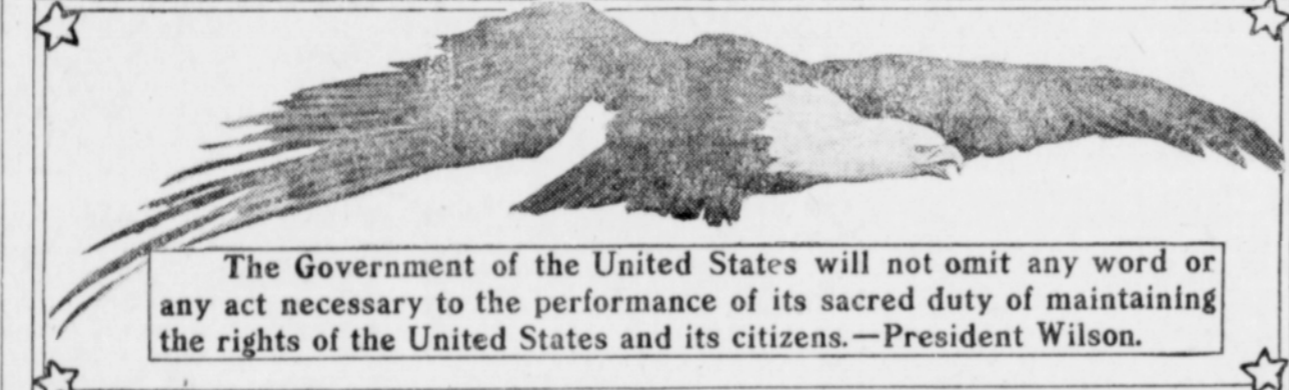 The Government of the United States will not omit any word or
any act necessary to the performance of its sacred duty of maintaining
the rights of the United States and its citizens.—President Wilson.